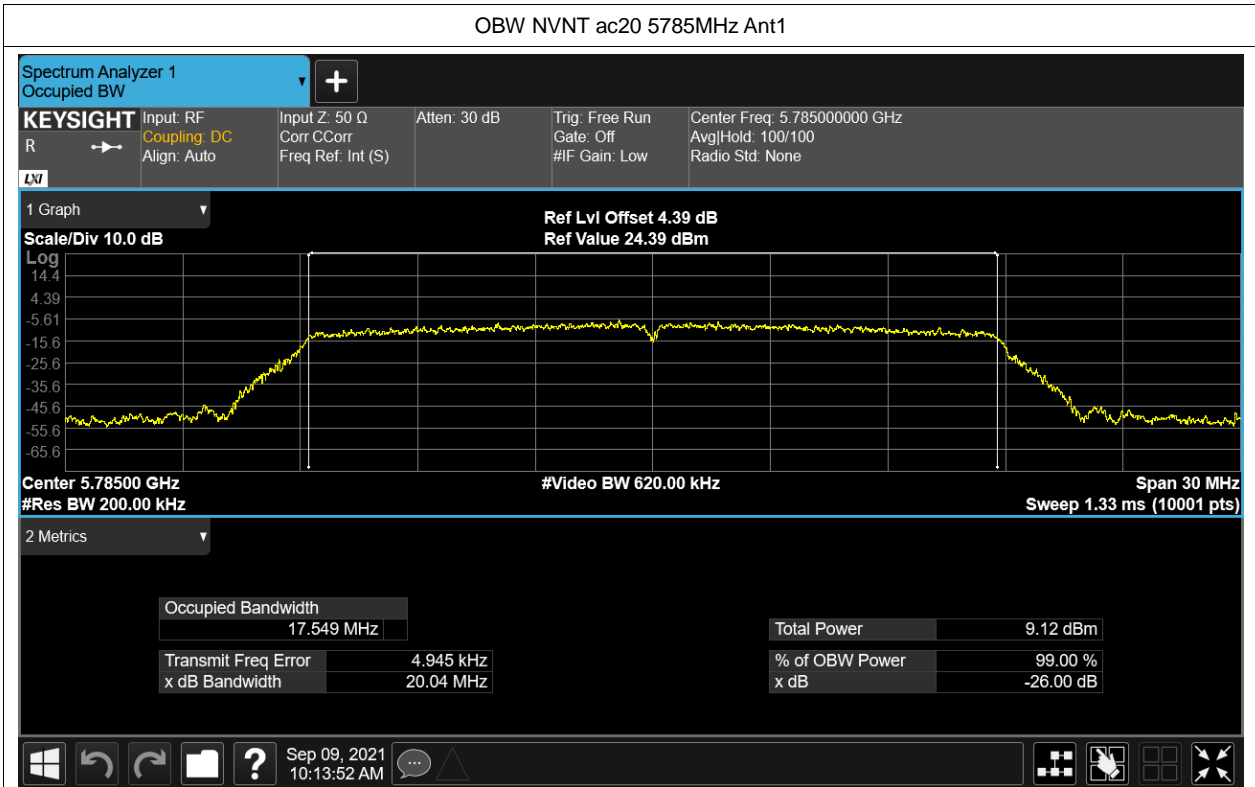 OBW NVNT ac20 5785MHz Ant1
Spectrum Analyzer 1
Occupied BW
KEYSIGHT
R
LXI
Input: RF
Coupling: DC
Align: Auto
Input Z: 50 Ω
Corr CCorr
Freq Ref: Int (S)
Atten: 30 dB
Trig: Free Run
Gate: Off
#IF Gain: Low
Center Freq: 5.785000000 GHz
Avg|Hold: 100/100
Radio Std: None
1 Graph
Scale/Div 10.0 dB
Ref Lvl Offset 4.39 dB
Ref Value 24.39 dBm
Log
14.4
4.39
-5.61
-15.6
-25.6
-35.6
-45.6
-55.6
-65.6
Center 5.78500 GHz
#Video BW 620.00 kHz
Span 30 MHz
#Res BW 200.00 kHz
Sweep 1.33 ms (10001 pts)
2 Metrics
Occupied Bandwidth
17.549 MHz
Total Power 9.12 dBm
Transmit Freq Error 4.945 kHz
% of OBW Power 99.00 %
x dB Bandwidth 20.04 MHz
x dB -26.00 dB
?
Sep 09, 2021
10:13:52 AM